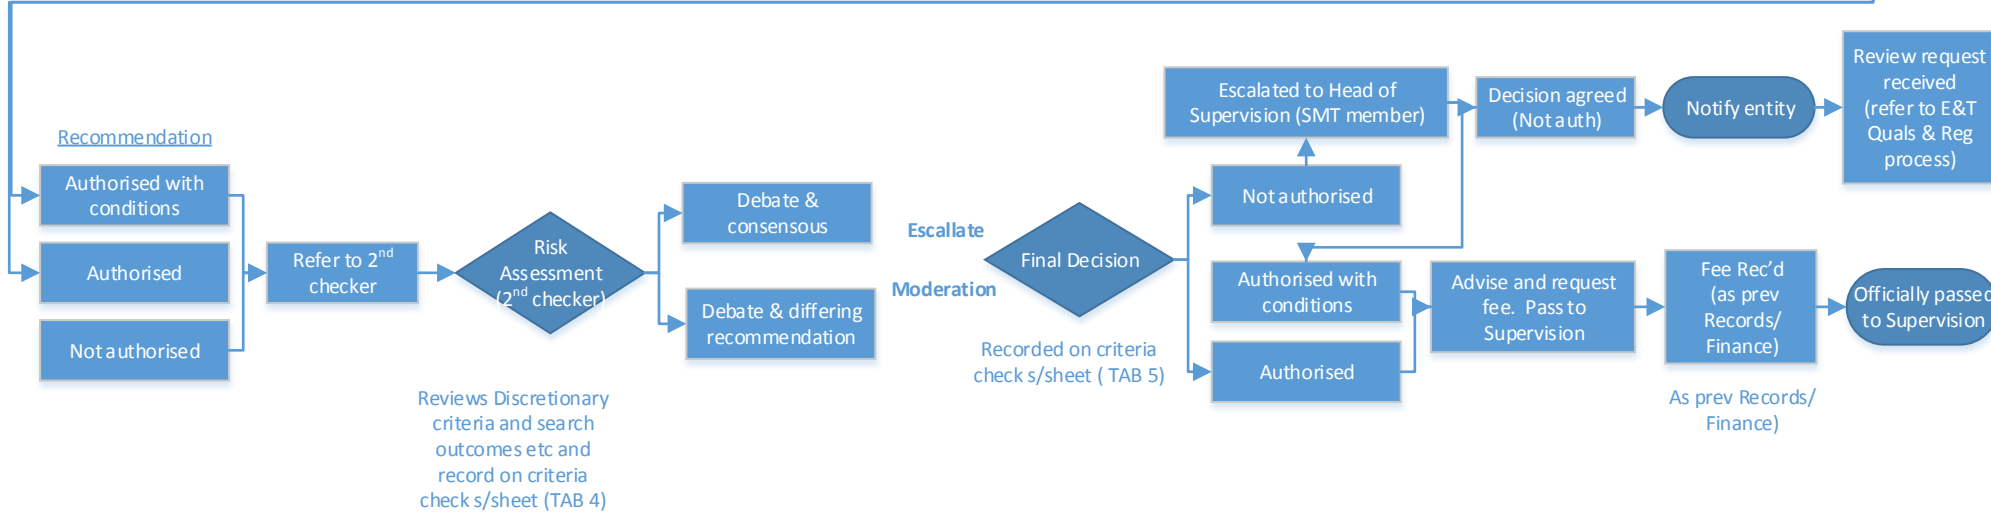 Recommendation
Authorised with
conditions
Authorised
Not authorised
Refer to 2nd
checker
Risk
Assessment
(2nd checker)
Reviews Discretionary
criteria and search
outcomes etc and
record on criteria
check s/sheet (TAB 4)
Debate &
consensous
Debate & differing
recommendation
Escallate
Moderation
Final Decision
Recorded on criteria
check s/sheet ( TAB 5)
Escalated to Head of
Supervision (SMT member)
Not authorised
Authorised with
conditions
Authorised
Decision agreed
(Not auth)
Notify entity
Review request
received
(refer to E&T
Quals & Reg
process)
Advise and request
fee. Pass to
Supervision
Fee Rec'd
(as prev
Records/
Finance)
As prev Records/
Finance)
Officially passed
to Supervision